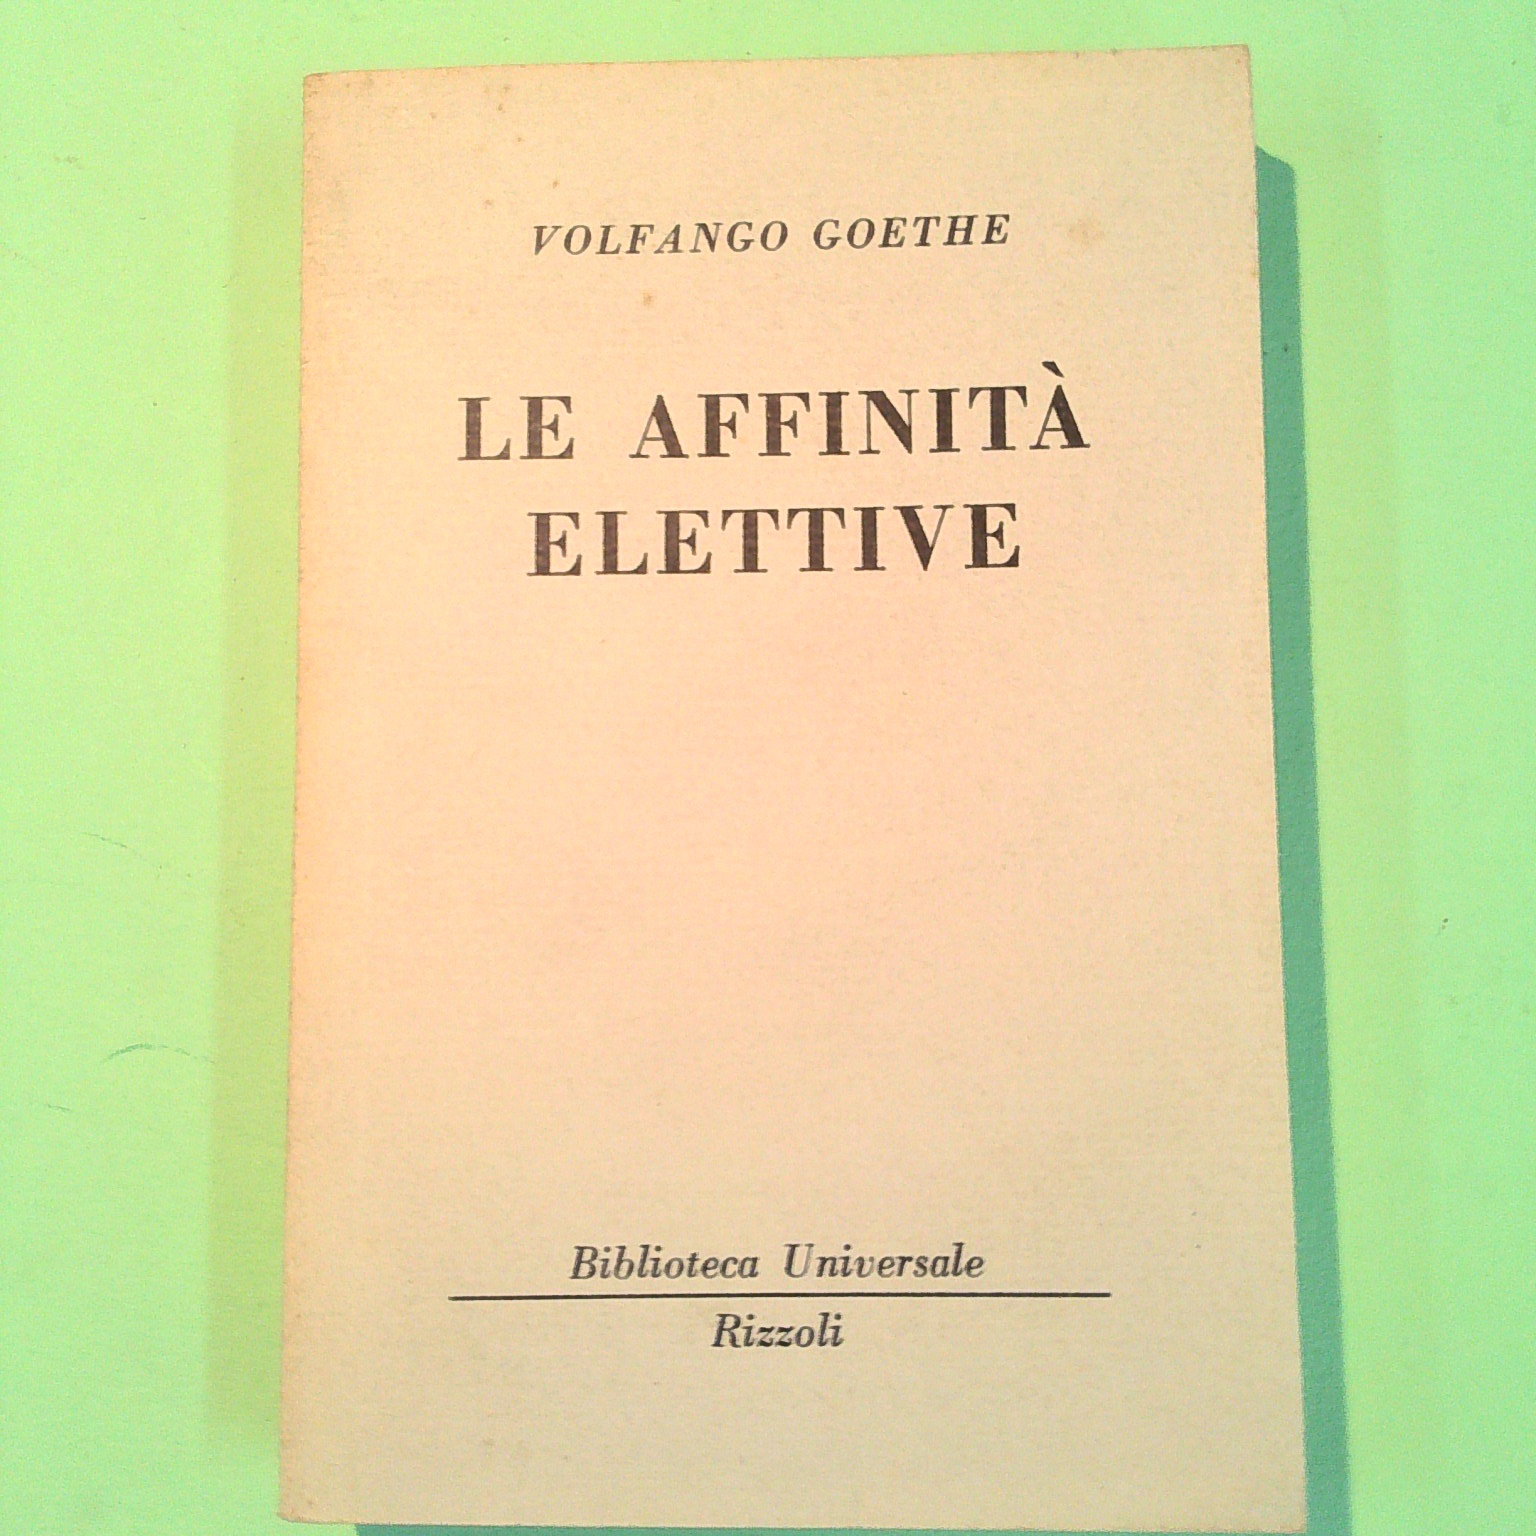 VOLFANGO GOETHE
LE AFFINITÀ
ELETTIVE
Biblioteca Universale
Rizzoli